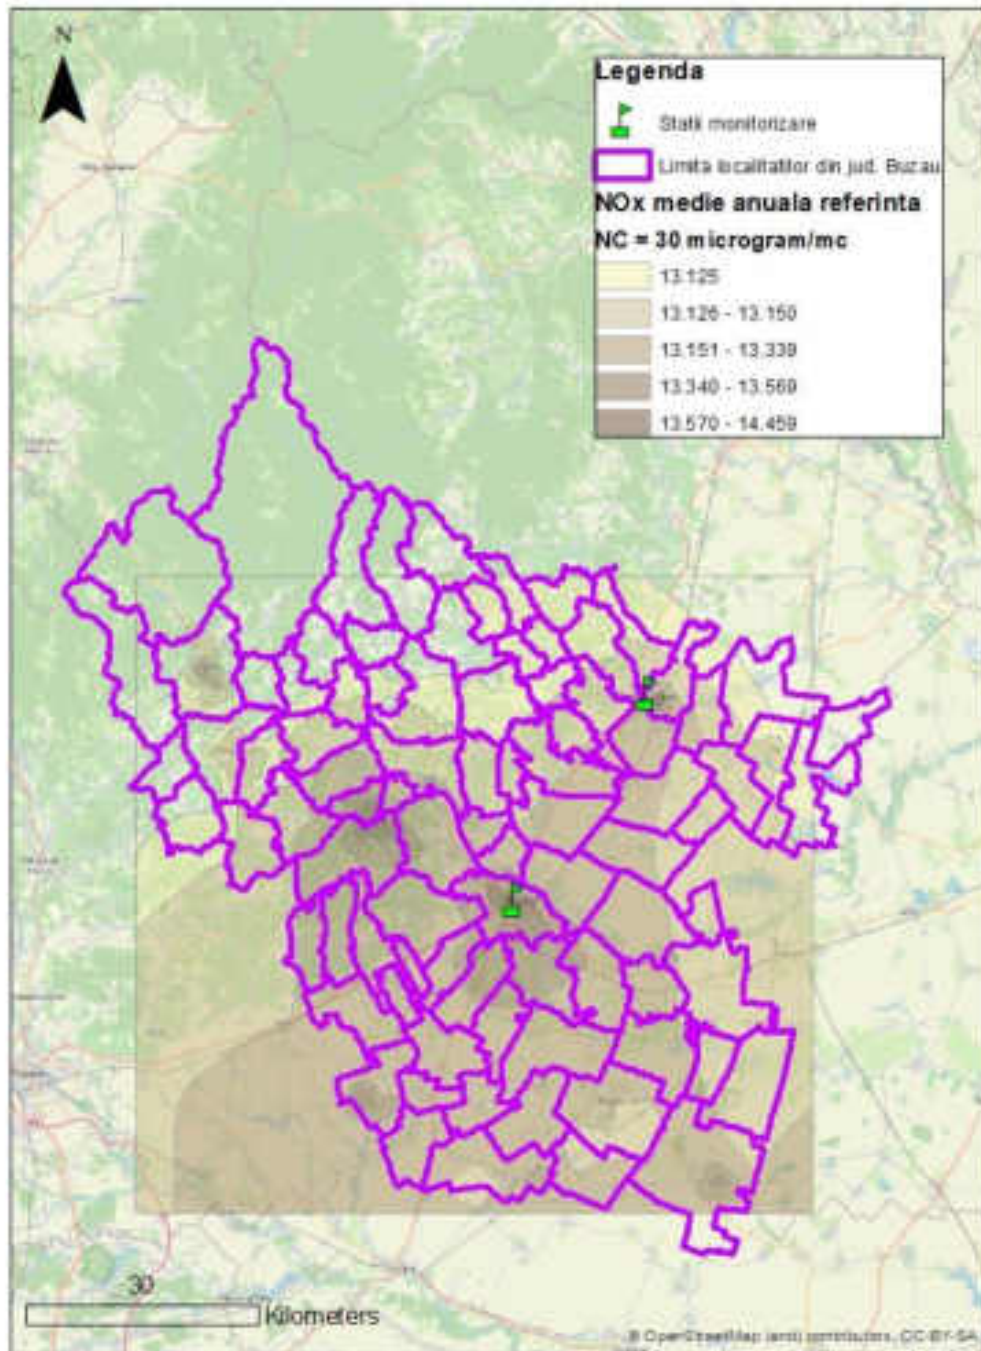 N
Legenda
Statii monitorizare
Limita localitatilor din jud. Buzau
NOx medie anuala referinta
NC = 30 microgram/mc
13.125
13.126 - 13.150
13.151 - 13.339
13.340 - 13.569
13.570 - 14.459
30
Kilometers
© OpenStreetMap (and) contributors, CC-BY-SA